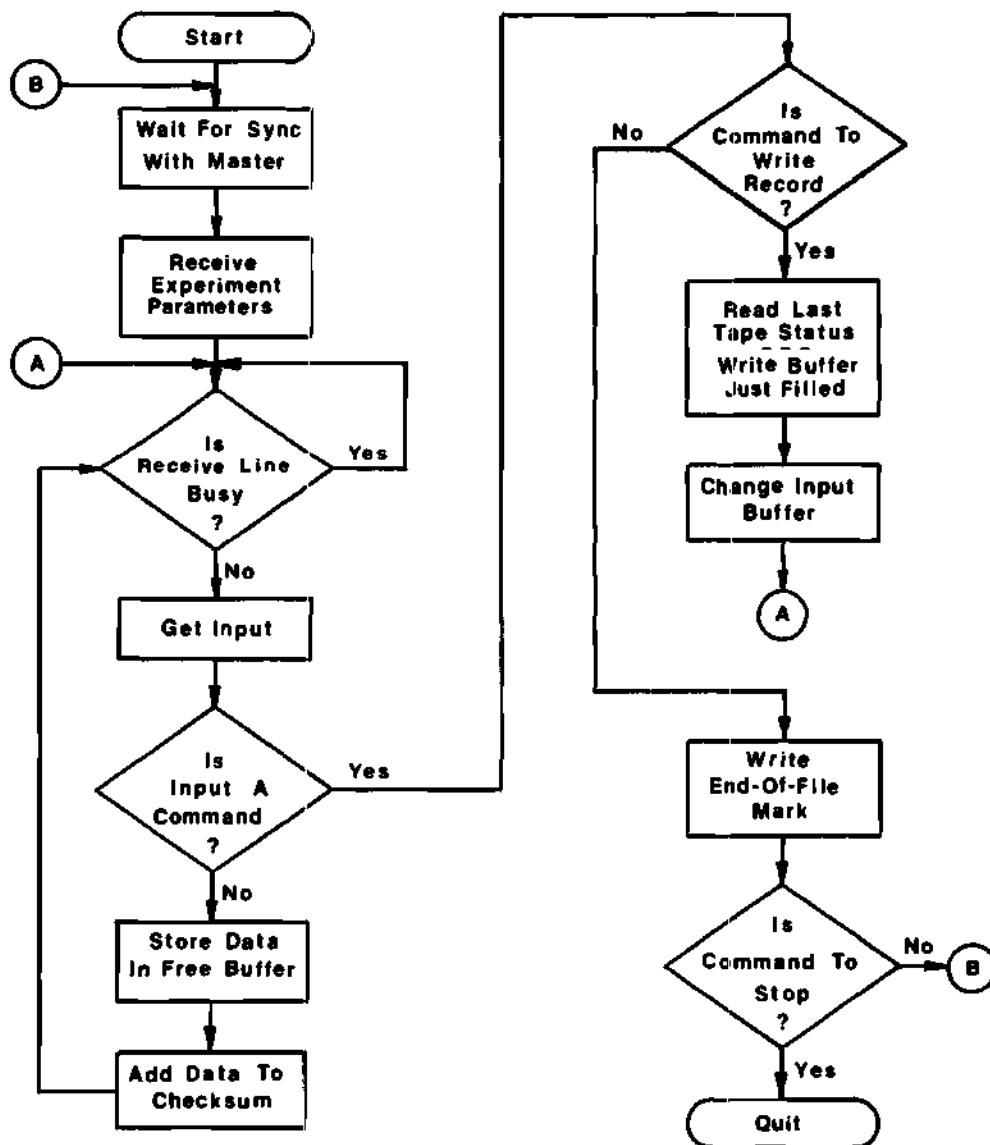 Start
B
Wait For Sync
With Master
Receive
Experiment
Parameters
A
Is
Receive Line
Busy
?
Yes
No
Get Input
Is
Input A
Command
?
Yes
No
Store Data
In Free Buffer
Add Data To
Checksum
Is
Command To
Write
Record
?
No
Yes
Read Last
Tape Status
Write Buffer
Just Filled
Change Input
Buffer
A
Write
End-Of-File
Mark
Is
Command To
Stop
?
No
B
Yes
Quit